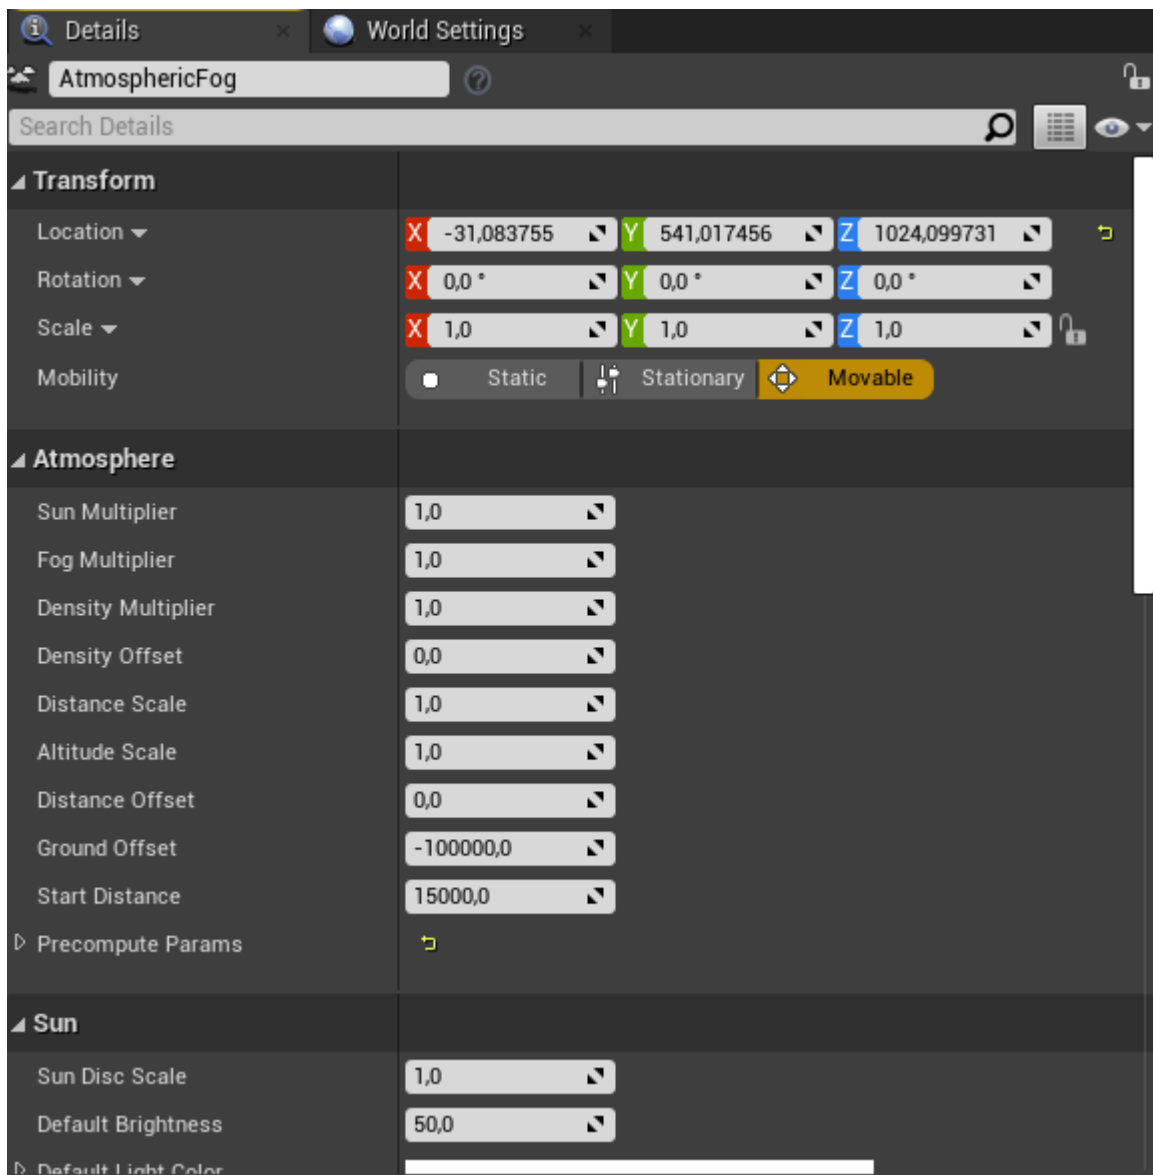 Details World Settings
AtmosphericFog
Search Details
Transform
Location X -31,083755 Y 541,017456 Z 1024,099731
Rotation X 0,0 ° Y 0,0 ° Z 0,0 °
Scale X 1,0 Y 1,0 Z 1,0
Mobility Static Stationary Movable
Atmosphere
Sun Multiplier 1,0
Fog Multiplier 1,0
Density Multiplier 1,0
Density Offset 0,0
Distance Scale 1,0
Altitude Scale 1,0
Distance Offset 0,0
Ground Offset -100000,0
Start Distance 15000,0
Precompute Params
Sun
Sun Disc Scale 1,0
Default Brightness 50,0
Default Light Color